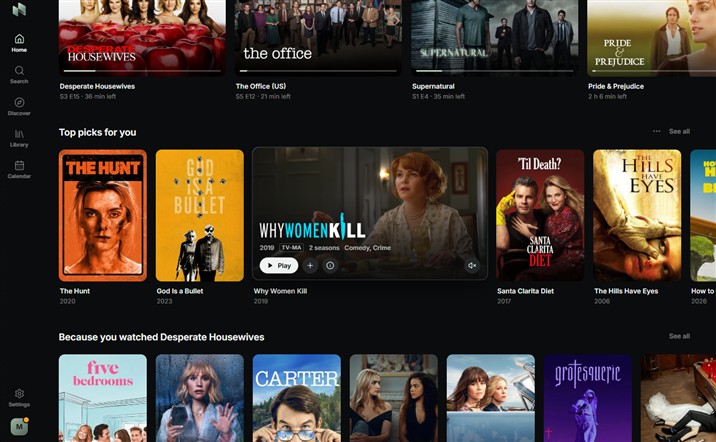 Home
Search
Discover
Library
Calendar
Settings
M
DESPERATE
HOUSEWIVES
the office
SUPERNATURAL
PRIDE
&
PREJUDICE
Desperate Housewives
S3 E15 · 36 min left
The Office (US)
S5 E12 · 21 min left
Supernatural
S1 E4 · 35 min left
Pride & Prejudice
2 h 6 min left
Top picks for you
See all
THE HUNT
GOD
IS A
BULLET
WHY WOMEN KILL
2019 TV-MA 2 seasons Comedy, Crime
Play
'Til Death?
SANTA
CLARITA
DIET
THE
HILLS
HAVE
EYES
The Hunt
2020
God Is a Bullet
2023
Why Women Kill
2019
Santa Clarita Diet
2017
The Hills Have Eyes
2006
How to
2026
Because you watched Desperate Housewives
See all
five
bedrooms
CARTER
grotesquerie